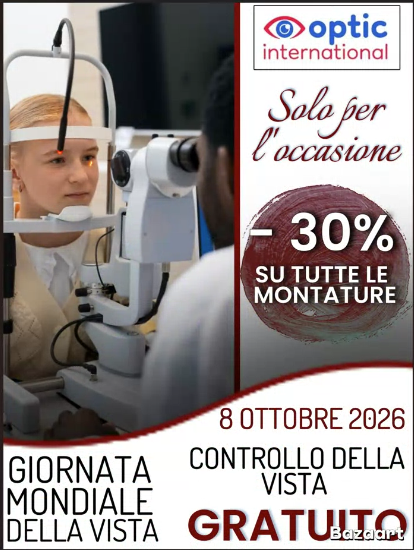 optic
international
Solo per
l'occasione
- 30%
SU TUTTE LE
MONTATURE
8 OTTOBRE 2026
GIORNATA
MONDIALE
DELLA VISTA
CONTROLLO DELLA
VISTA
GRATUITO
Bazaart